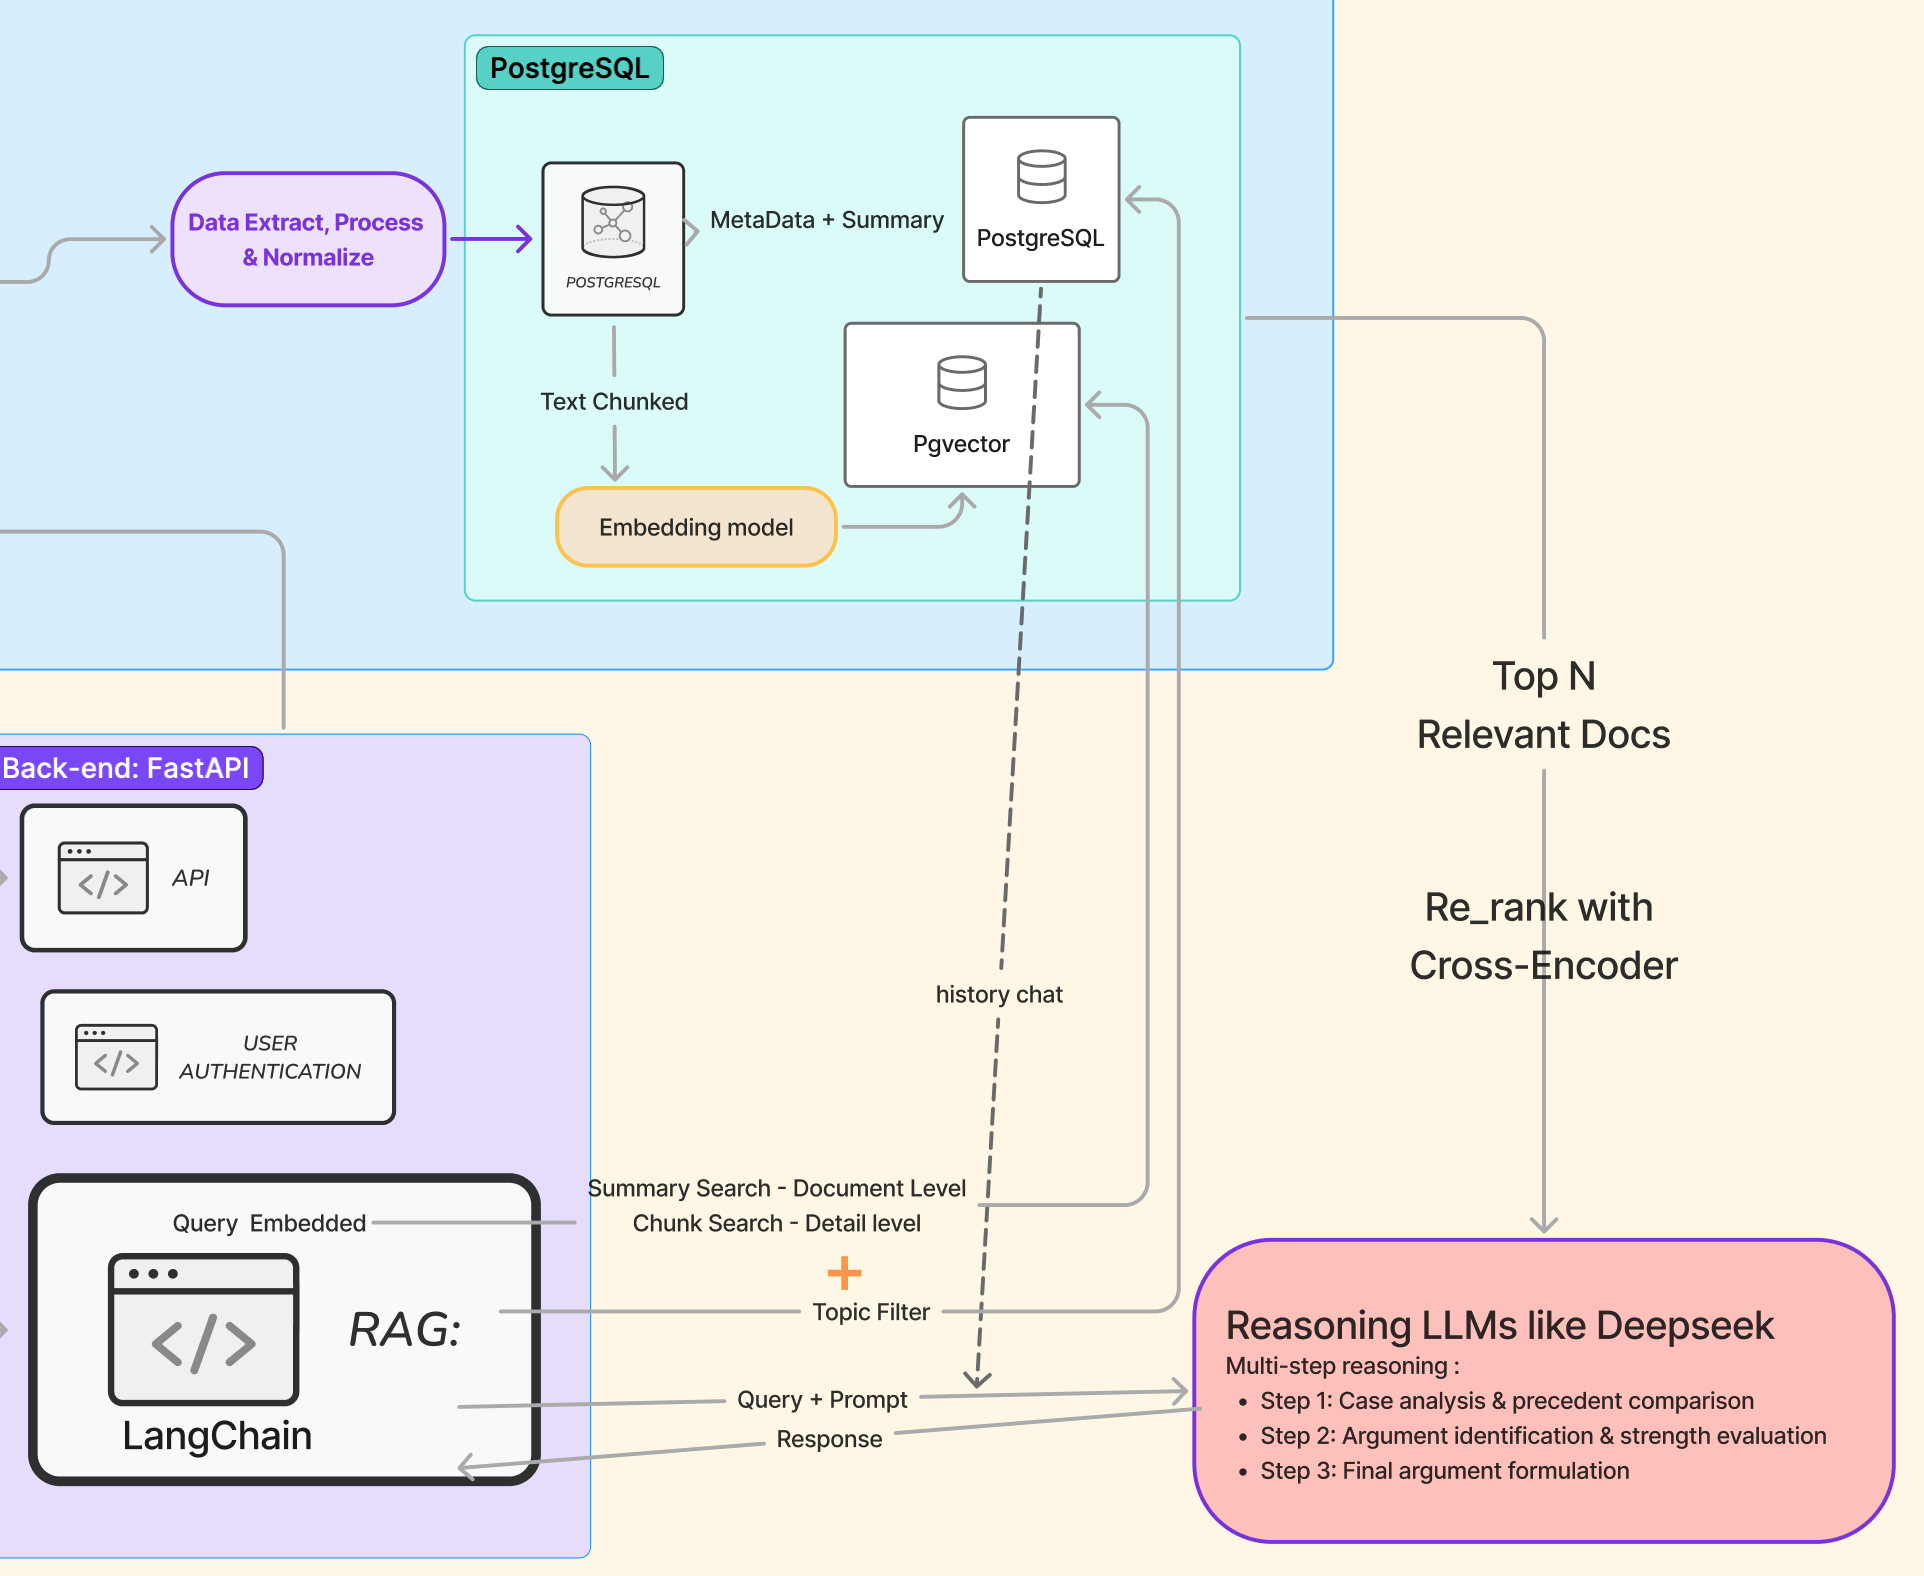 PostgreSQL
Data Extract, Process
& Normalize
POSTGRESQL
MetaData + Summary
PostgreSQL
Text Chunked
Pgvector
Embedding model
Top N
Relevant Docs
Re_rank with
Cross-Encoder
Back-end: FastAPI
API
USER
AUTHENTICATION
history chat
Summary Search - Document Level
Chunk Search - Detail level
+
Topic Filter
Query  Embedded
RAG:
LangChain
Query + Prompt
Response
Reasoning LLMs like Deepseek
Multi-step reasoning :
• Step 1: Case analysis & precedent comparison
• Step 2: Argument identification & strength evaluation
• Step 3: Final argument formulation